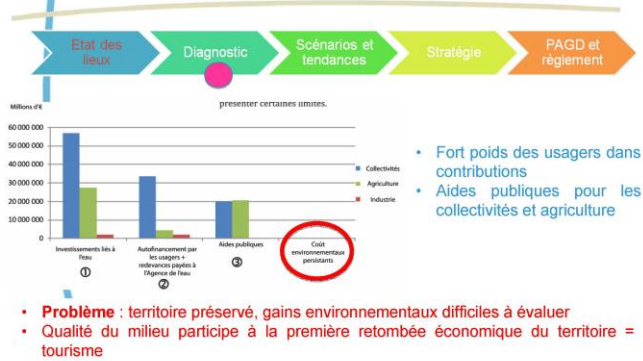 Etat des
lieux
Diagnostic
Scénarios et
tendances
Stratégie
PAGD et
règlement
présenter certaines limites.
Millions d'€
60 000 000
50 000 000
40 000 000
30 000 000
20 000 000
10 000 000
0
Investissements liés à
l'eau
①
Autofinancement par
les usagers +
redevances payées à
l'Agence de l'eau
②
Aides publiques
③
Coût
environnementaux
persistants
Collectivités
Agriculture
Industrie
• Fort poids des usagers dans
contributions
• Aides publiques pour les
collectivités et agriculture
• Problème : territoire préservé, gains environnementaux difficiles à évaluer
• Qualité du milieu participe à la première retombée économique du territoire =
tourisme